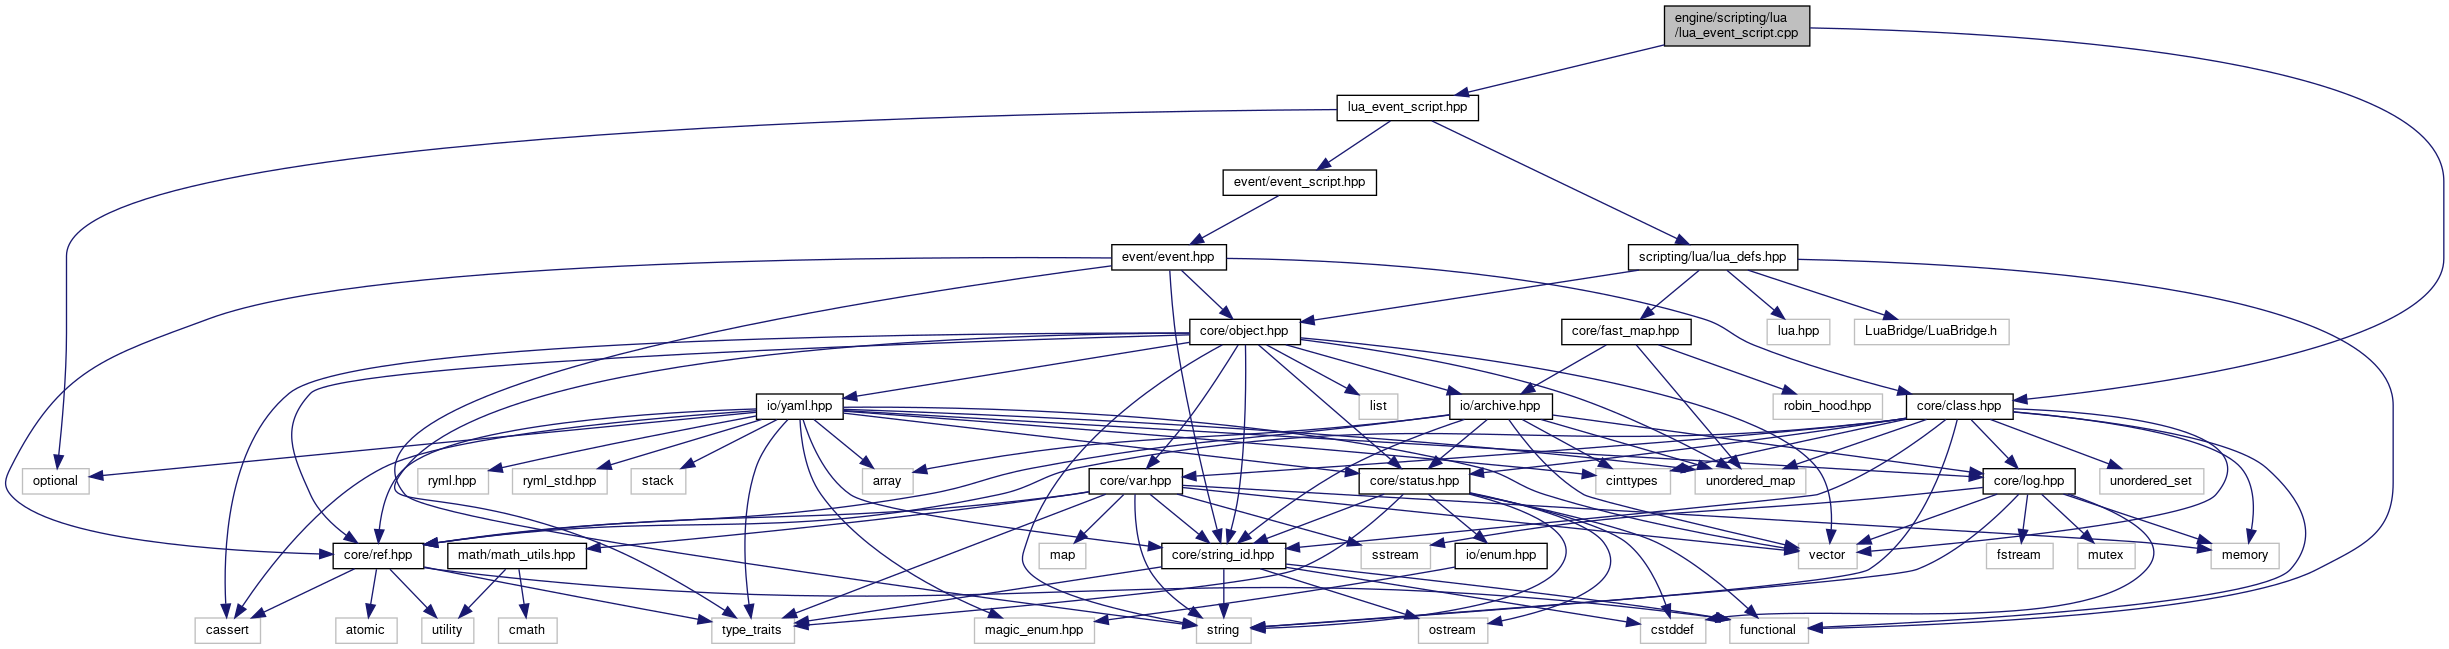 engine/scripting/lua
/lua_event_script.cpp
lua_event_script.hpp
event/event_script.hpp
event/event.hpp
scripting/lua/lua_defs.hpp
core/object.hpp
core/fast_map.hpp
lua.hpp
LuaBridge/LuaBridge.h
io/yaml.hpp
list
io/archive.hpp
robin_hood.hpp
core/class.hpp
optional
ryml.hpp
ryml_std.hpp
stack
array
core/var.hpp
core/status.hpp
cinttypes
unordered_map
core/log.hpp
unordered_set
core/ref.hpp
math/math_utils.hpp
map
core/string_id.hpp
sstream
io/enum.hpp
vector
fstream
mutex
memory
cassert
atomic
utility
cmath
type_traits
magic_enum.hpp
string
ostream
cstddef
functional